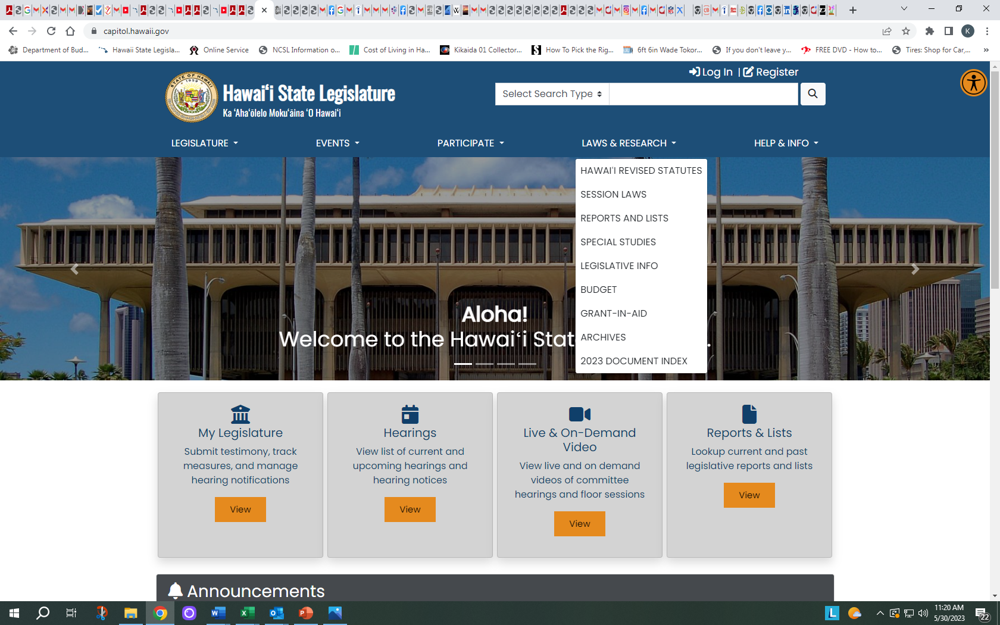 capitol.hawaii.gov
K
Department of Bud...
Hawaii State Legisla...
Online Service
NCSL Information o...
Cost of Living in Ha...
Kikaida 01 Collector...
How To Pick the Rig...
6ft 6in Wade Tokor...
If you don't leave y...
FREE DVD - How to...
Tires: Shop for Car,...
Log In | Register
STATE OF HAWAII
1959
Hawaiʻi State Legislature
Ka ʻAhaʻōlelo Mokuʻāina ʻO Hawaiʻi
Select Search Type
LEGISLATURE
EVENTS
PARTICIPATE
LAWS & RESEARCH
HELP & INFO
HAWAIʻI REVISED STATUTES
SESSION LAWS
REPORTS AND LISTS
SPECIAL STUDIES
LEGISLATIVE INFO
BUDGET
GRANT-IN-AID
ARCHIVES
2023 DOCUMENT INDEX
Aloha!
Welcome to the Hawaiʻi Stat
My Legislature
Submit testimony, track
measures, and manage
hearing notifications
View
Hearings
View list of current and
upcoming hearings and
hearing notices
View
Live & On-Demand
Video
View live and on demand
videos of committee
hearings and floor sessions
View
Reports & Lists
Lookup current and past
legislative reports and lists
View
Announcements
L
11:20 AM
5/30/2023
22